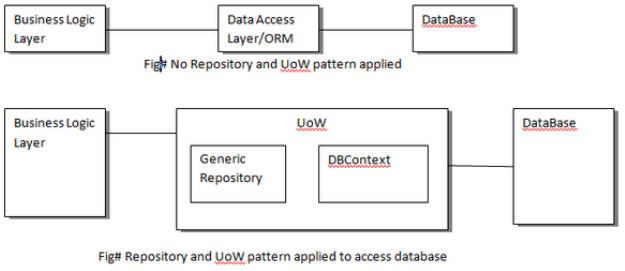 Business Logic
Layer
Data Access
Layer/ORM
DataBase
Fig# No Repository and UoW pattern applied
Business Logic
Layer
UoW
Generic
Repository
DBContext
DataBase
Fig# Repository and UoW pattern applied to access database